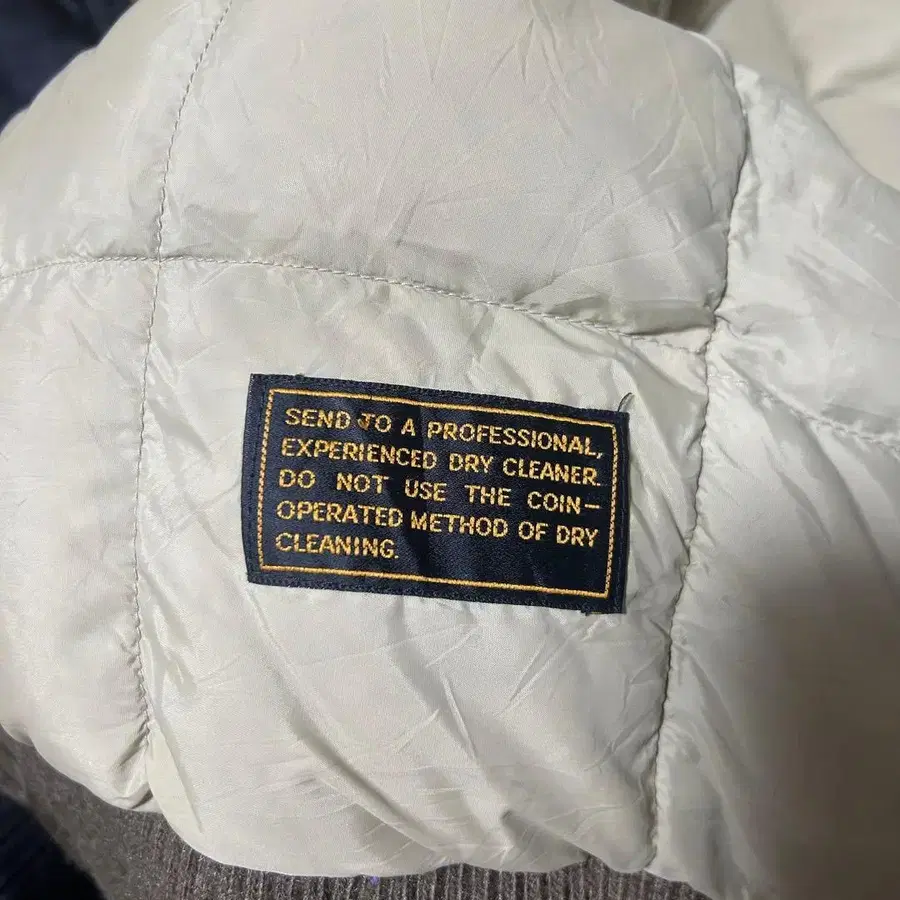 SEND TO A PROFESSIONAL,
EXPERIENCED DRY CLEANER.
DO NOT USE THE COIN-
OPERATED METHOD OF DRY
CLEANING.